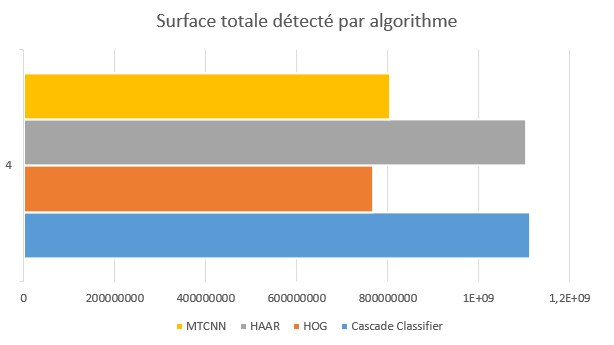 Surface totale détecté par algorithme
4
0 200000000 400000000 600000000 800000000 1E+09 1,2E+09
MTCNN HAAR HOG Cascade Classifier